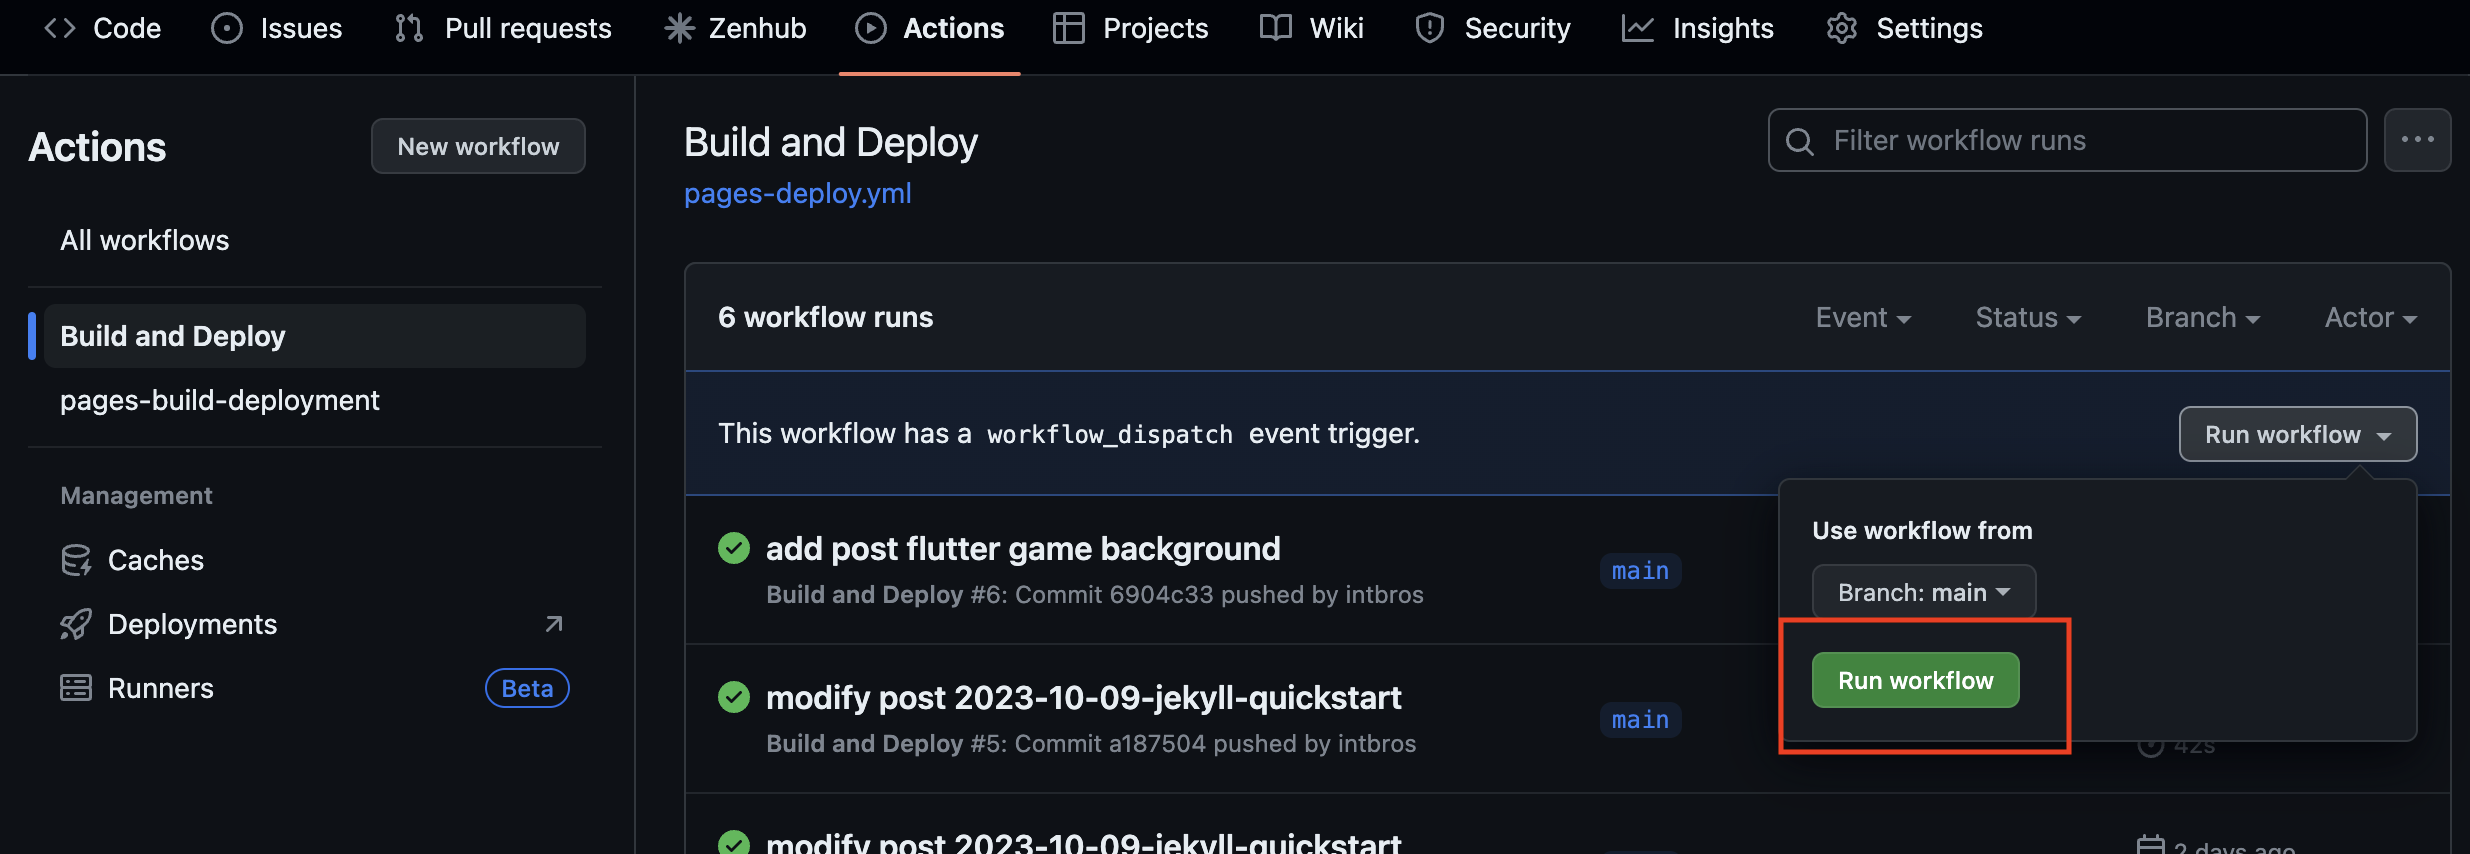 Code
Issues
Pull requests
Zenhub
Actions
Projects
Wiki
Security
Insights
Settings
Actions
New workflow
All workflows
Build and Deploy
pages-build-deployment
Management
Caches
Deployments
Runners
Beta
Build and Deploy
pages-deploy.yml
Filter workflow runs
6 workflow runs
Event
Status
Branch
Actor
This workflow has a workflow_dispatch event trigger.
Run workflow
Use workflow from
Branch: main
Run workflow
add post flutter game background
main
Build and Deploy #6: Commit 6904c33 pushed by intbros
modify post 2023-10-09-jekyll-quickstart
main
Build and Deploy #5: Commit a187504 pushed by intbros
42s
modify post 2023-10-09-jekyll-quickstart
2 days ago